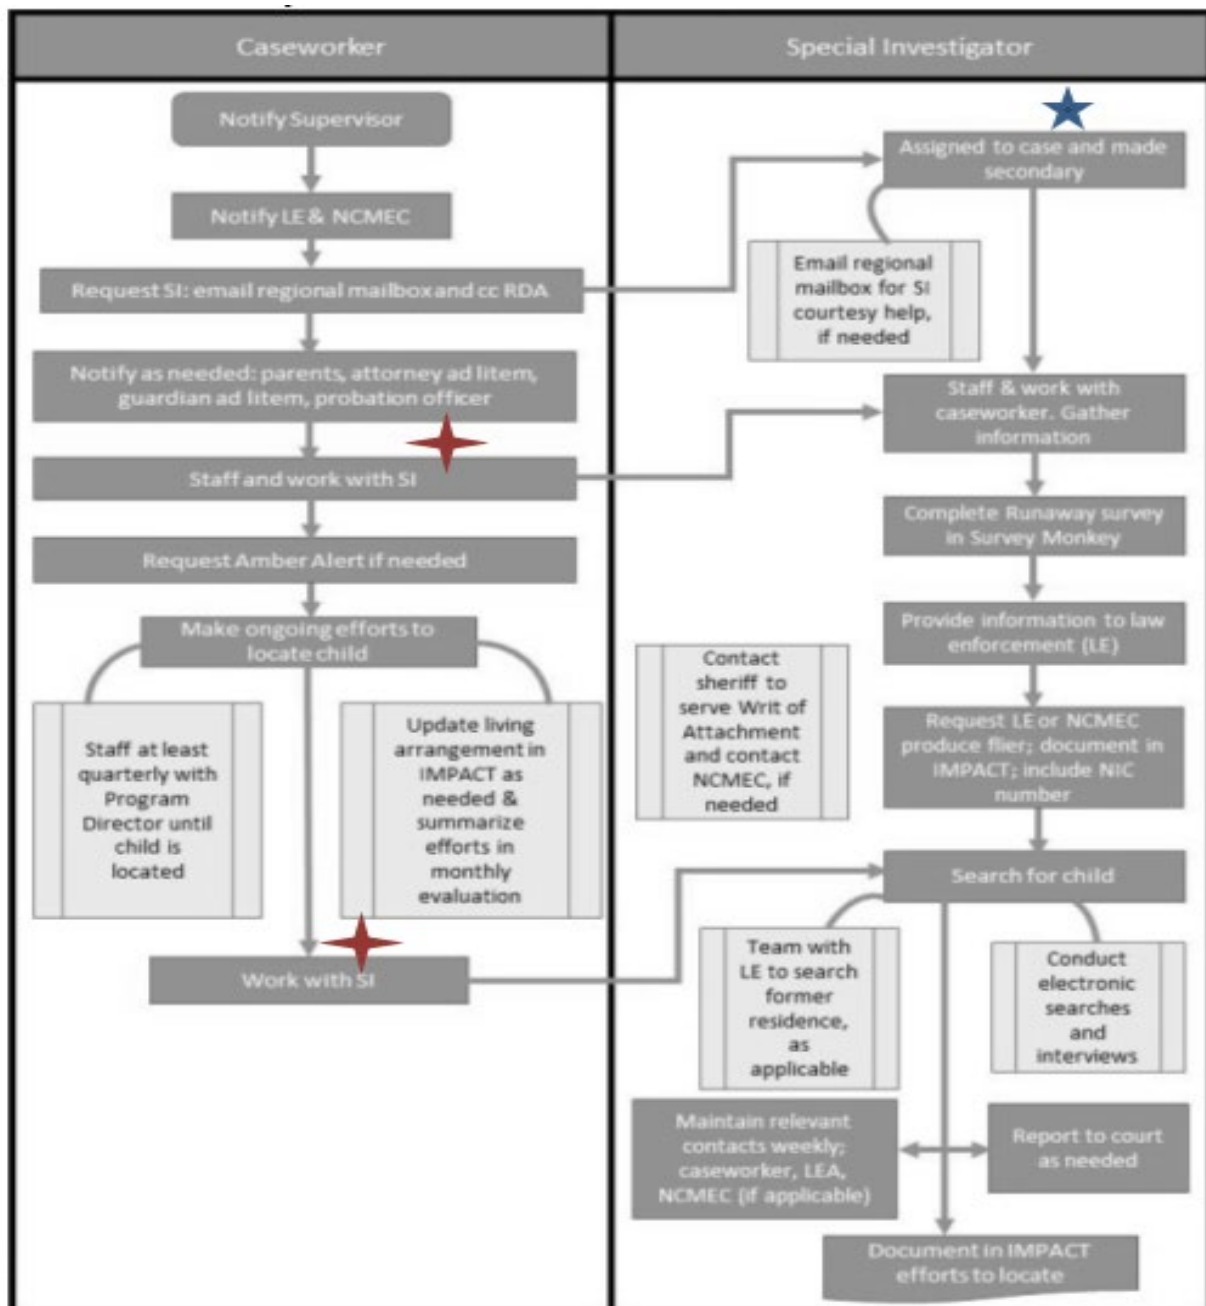 Caseworker
Special Investigator
Notify Supervisor
Notify LE & NCMEC
Request SI: email regional mailbox and cc RDA
Notify as needed: parents, attorney ad litem,
guardian ad litem, probation officer
Staff and work with SI
Request Amber Alert if needed
Make ongoing efforts to
locate child
Staff at least
quarterly with
Program
Director until
child is
located
Update living
arrangement in
IMPACT as
needed &
summarize
efforts in
monthly
evaluation
Work with SI
Assigned to case and made
secondary
Email regional
mailbox for SI
courtesy help,
if needed
Staff & work with
caseworker. Gather
information
Complete Runaway survey
in Survey Monkey
Provide information to law
enforcement (LE)
Contact
sheriff to
serve Writ of
Attachment
and contact
NCMEC, if
needed
Request LE or NCMEC
produce flier; document in
IMPACT; include NIC
number
Search for child
Team with
LE to search
former
residence,
as
applicable
Conduct
electronic
searches
and
interviews
Maintain relevant
contacts weekly;
caseworker, LEA,
NCMEC (if applicable)
Report to court
as needed
Document in IMPACT
efforts to locate